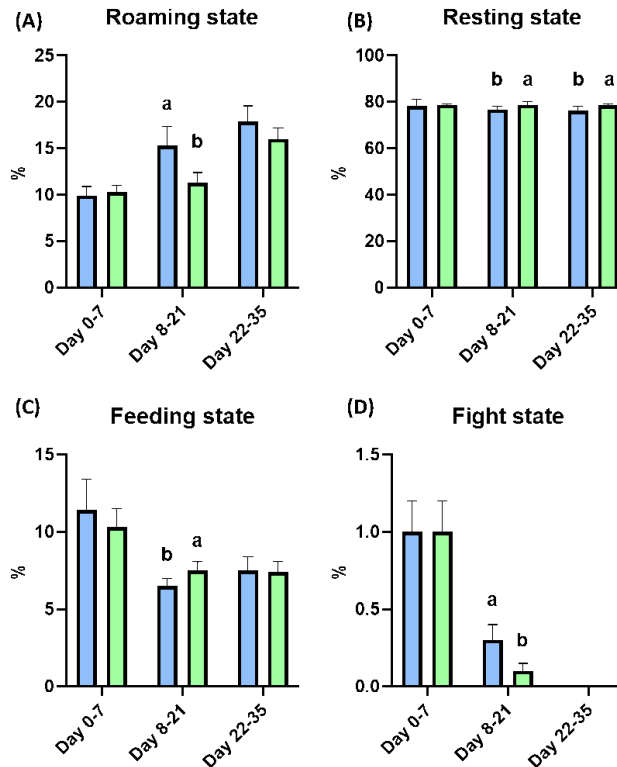 (A) Roaming state
25
20
15
10
5
0
%
a
b
Day 0-7
Day 8-21
Day 22-35
(B) Resting state
100
80
60
40
20
0
%
b a b a
Day 0-7
Day 8-21
Day 22-35
(C) Feeding state
15
10
5
0
%
b a
Day 0-7
Day 8-21
Day 22-35
(D) Fight state
1.5
1.0
0.5
0.0
%
a
b
Day 0-7
Day 8-21
Day 22-35